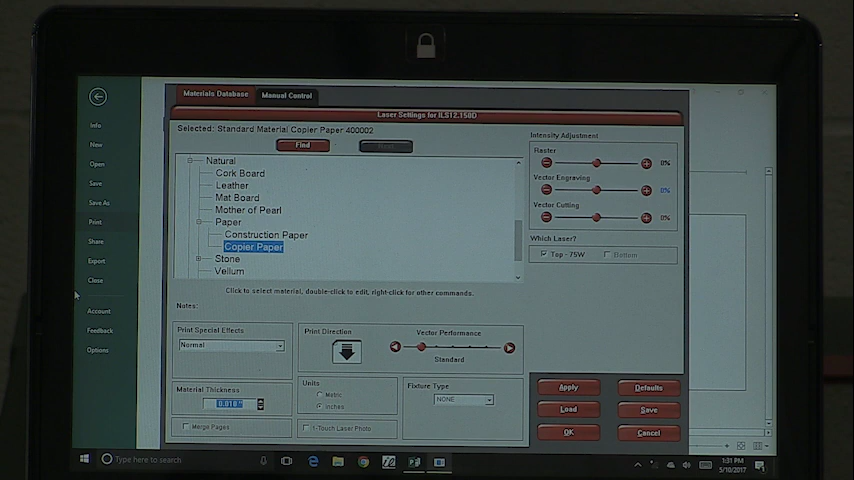 Materials Database
Manual Control
Laser Settings for ILS12.150D
Selected: Standard Material Copier Paper 400002
Find
Next
Natural
Cork Board
Leather
Mat Board
Mother of Pearl
Paper
Construction Paper
Copier Paper
Stone
Vellum
Click to select material, double-click to edit, right-click for other commands.
Notes:
Intensity Adjustment
Raster
0%
Vector Engraving
0%
Vector Cutting
0%
Which Laser?
Top - 75W
Bottom
Print Special Effects
Normal
Print Direction
Vector Performance
Standard
Material Thickness
0.010"
Merge Pages
Units
Metric
Inches
1-Touch Laser Photo
Fixture Type
NONE
Apply
Defaults
Load
Save
OK
Cancel
Info
New
Open
Save
Save As
Print
Share
Export
Close
Account
Feedback
Options
Type here to search
1:31 PM
5/10/2017